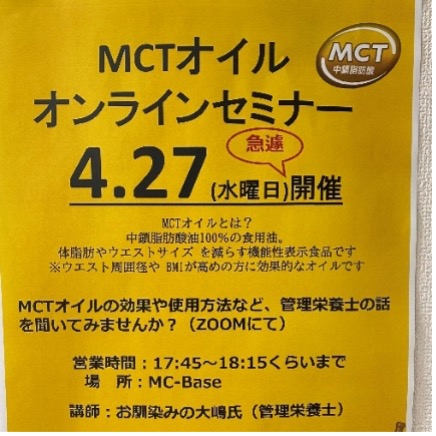 MCTオイル
MCT
中鎖脂肪酸
オンラインセミナー
急遽
4.27(水曜日)開催
MCTオイルとは？
中鎖脂肪酸油100％の食用油。
体脂肪やウエストサイズ を減らす機能性表示食品です
※ウエスト周囲径や BMIが高めの方に効果的なオイルです
MCTオイルの効果や使用方法など、管理栄養士の話
を聞いてみませんか？（ZOOMにて）
営業時間：17:45～18:15くらいまで
場　所：MC-Base
講師：お馴染みの大嶋氏（管理栄養士）